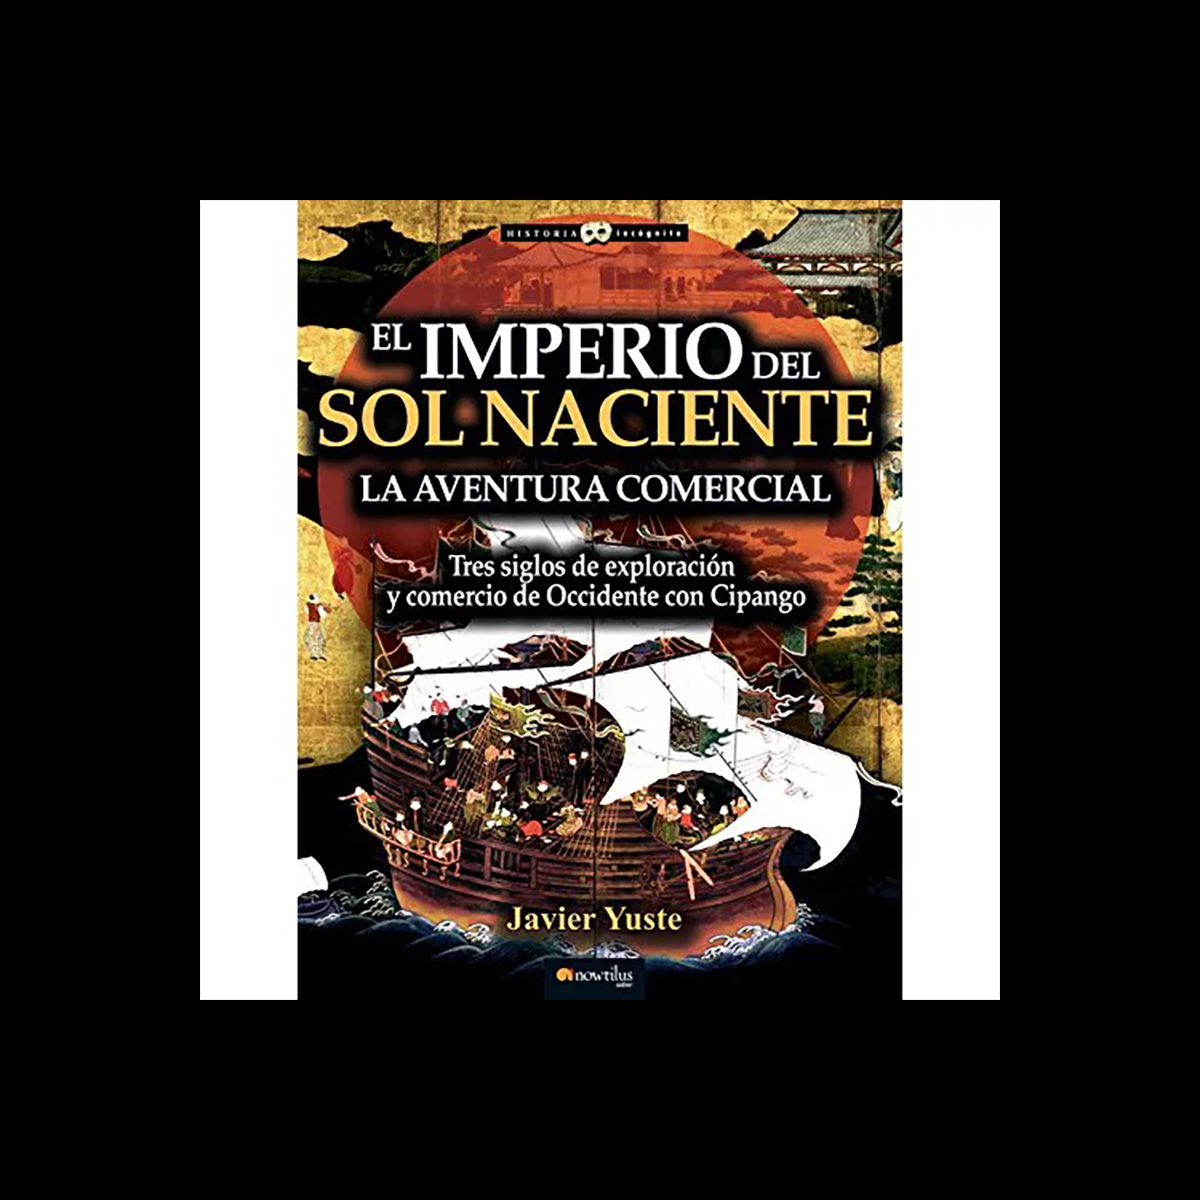 HISTORIA incógnita
EL IMPERIO DEL
SOL NACIENTE
LA AVENTURA COMERCIAL
Tres siglos de exploración
y comercio de Occidente con Cipango
Javier Yuste
nowtilus
saber